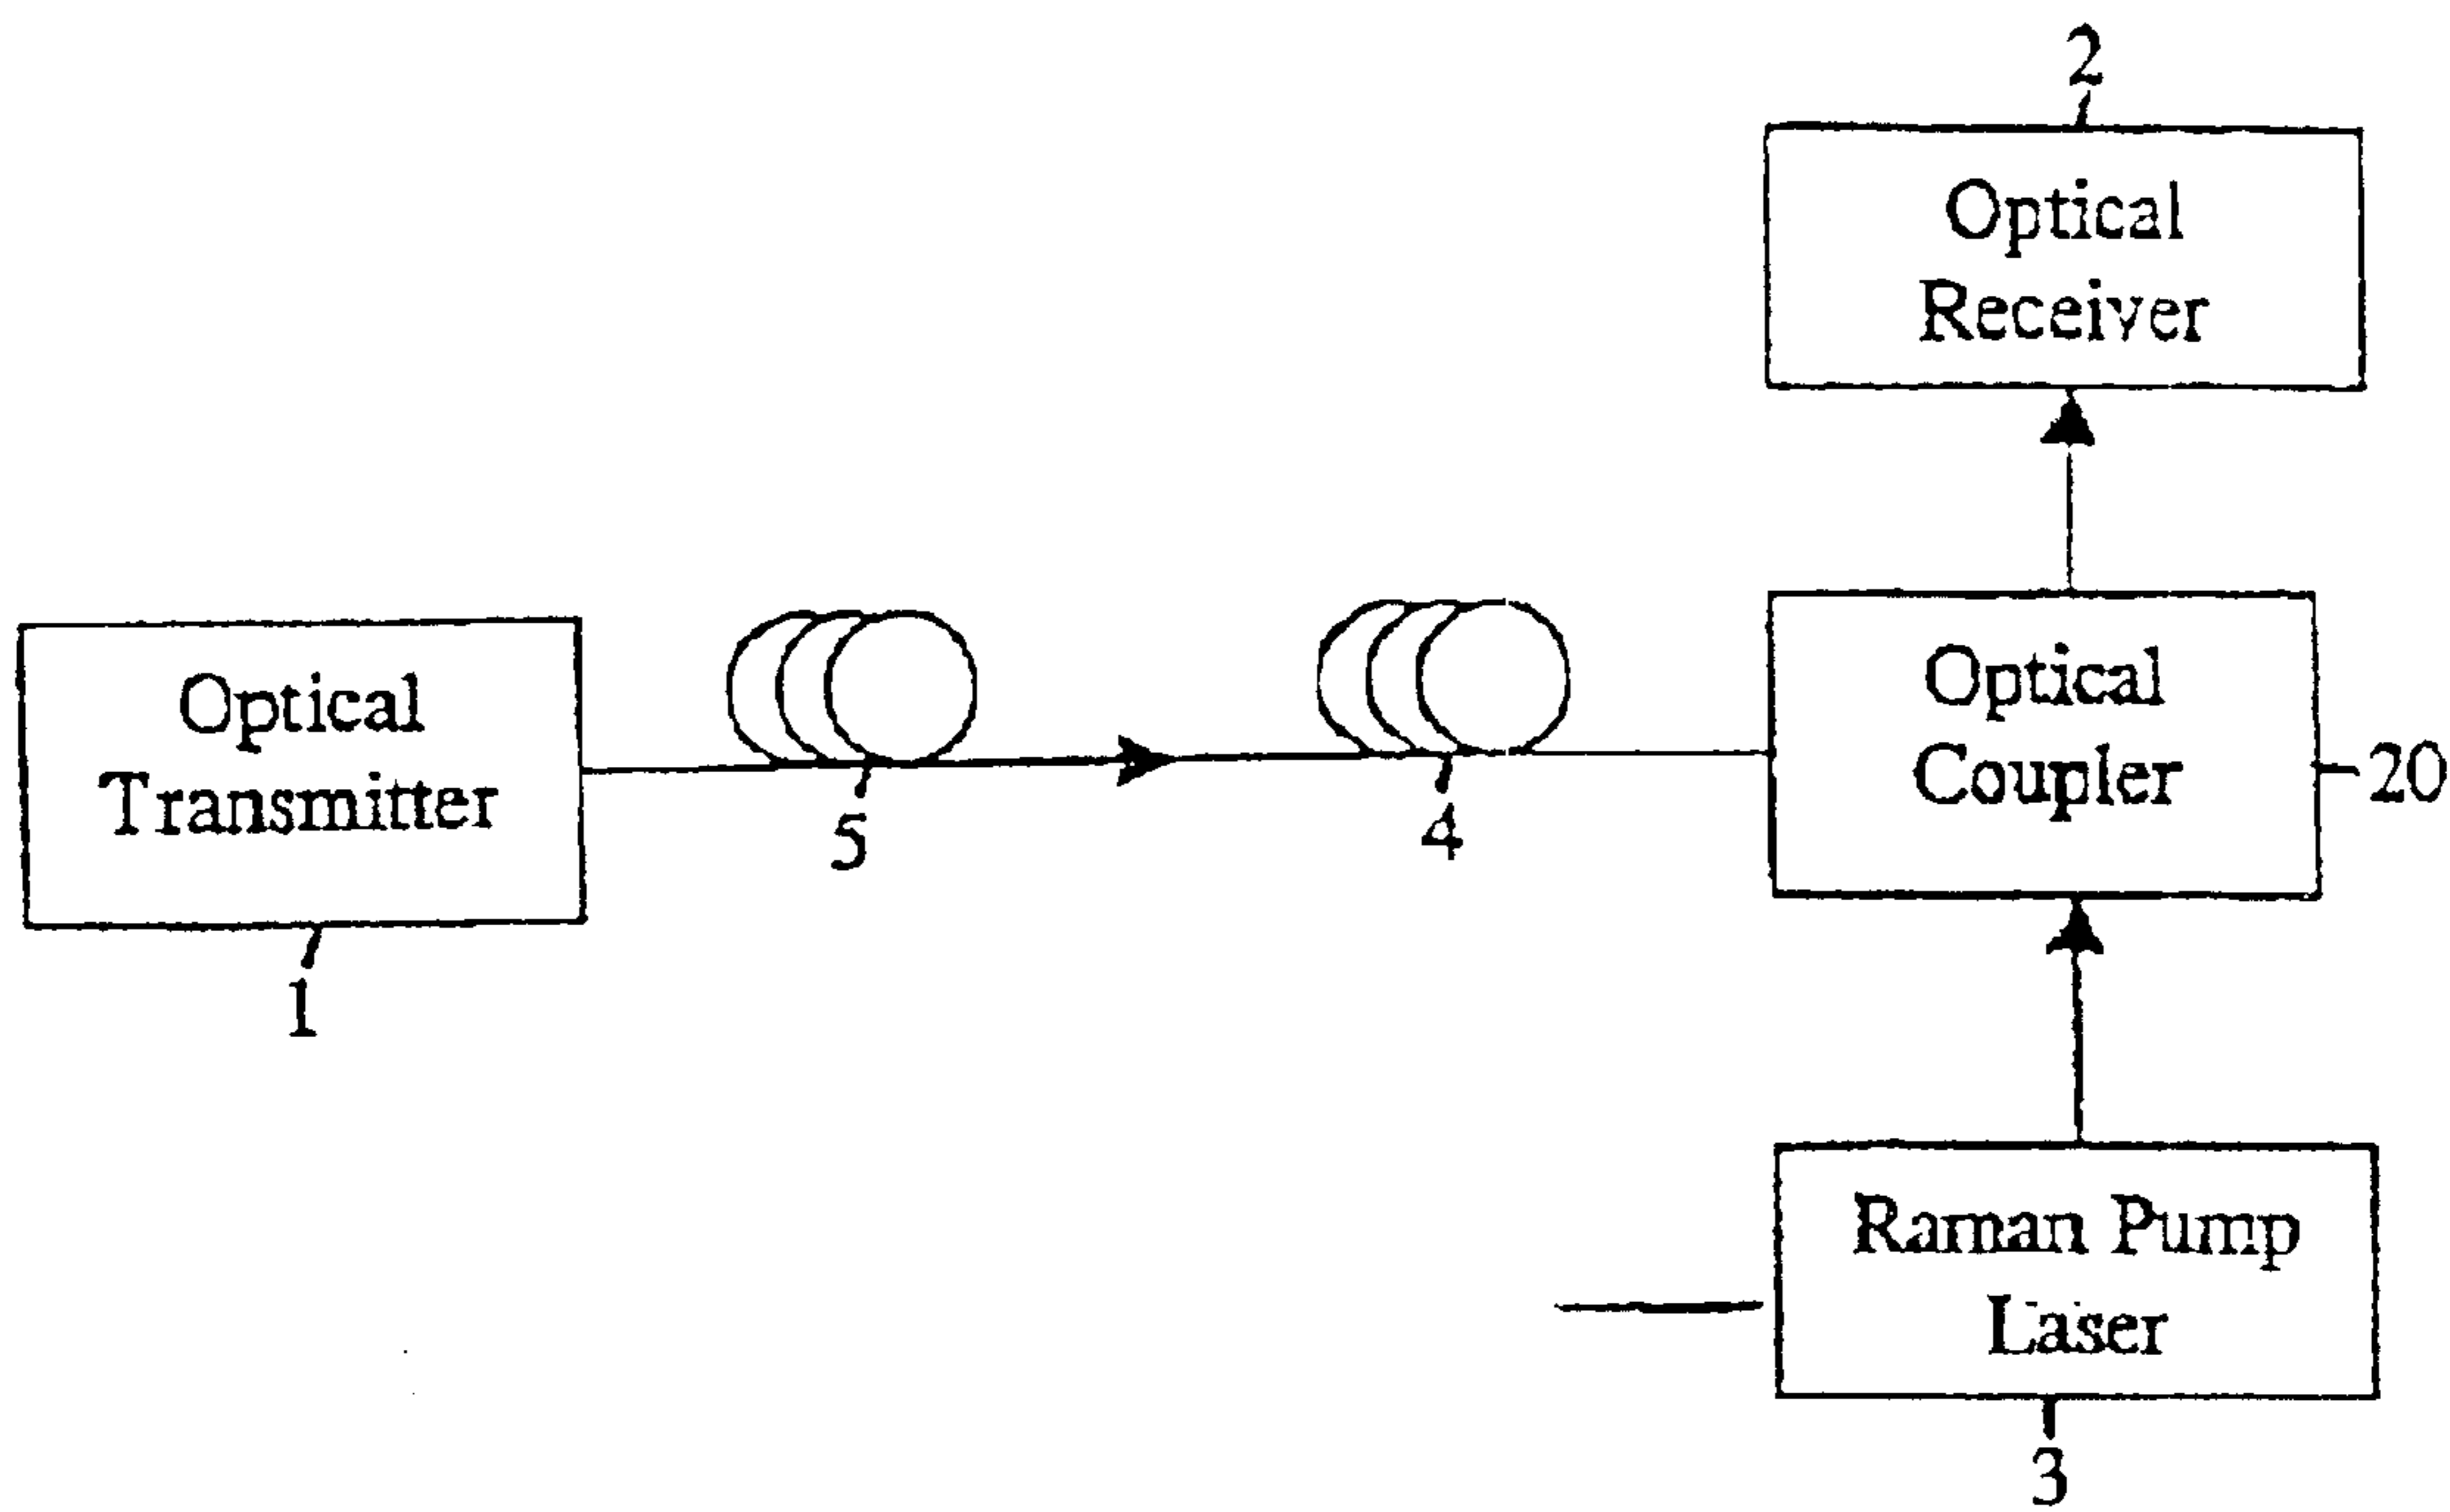 2
Optical
Receiver
Optical
Transmitter
1
5
4
Optical
Coupler
20
Raman Pump
Laser
3